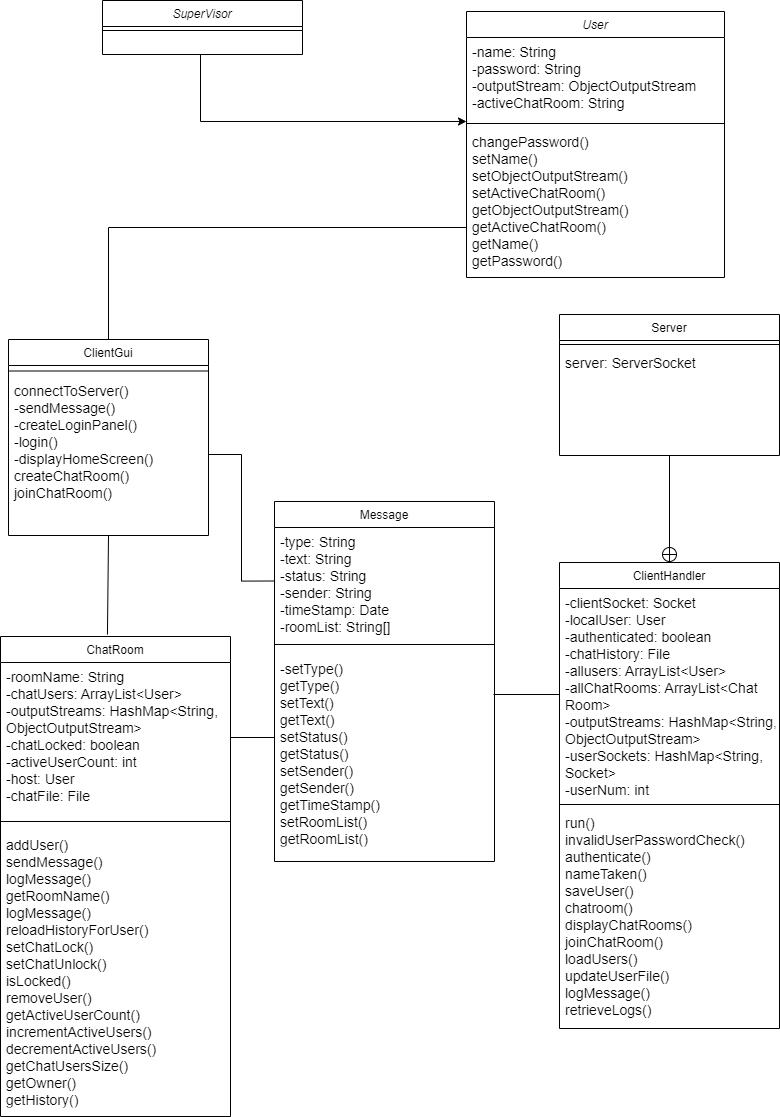 SuperVisor
User
-name: String
-password: String
-outputStream: ObjectOutputStream
-activeChatRoom: String
changePassword()
setName()
setObjectOutputStream()
setActiveChatRoom()
getObjectOutputStream()
getActiveChatRoom()
getName()
getPassword()
ClientGui
connectToServer()
-sendMessage()
-createLoginPanel()
-login()
-displayHomeScreen()
createChatRoom()
joinChatRoom()
Server
server: ServerSocket
Message
-type: String
-text: String
-status: String
-sender: String
-timeStamp: Date
-roomList: String[]
-setType()
getType()
setText()
getText()
setStatus()
getStatus()
setSender()
getSender()
getTimeStamp()
setRoomList()
getRoomList()
ClientHandler
-clientSocket: Socket
-localUser: User
-authenticated: boolean
-chatHistory: File
-allusers: ArrayList<User>
-allChatRooms: ArrayList<Chat
Room>
-outputStreams: HashMap<String,
ObjectOutputStream>
-userSockets: HashMap<String,
Socket>
-userNum: int
run()
invalidUserPasswordCheck()
authenticate()
nameTaken()
saveUser()
chatroom()
displayChatRooms()
joinChatRoom()
loadUsers()
updateUserFile()
logMessage()
retrieveLogs()
ChatRoom
-roomName: String
-chatUsers: ArrayList<User>
-outputStreams: HashMap<String,
ObjectOutputStream>
-chatLocked: boolean
-activeUserCount: int
-host: User
-chatFile: File
addUser()
sendMessage()
logMessage()
getRoomName()
logMessage()
reloadHistoryForUser()
setChatLock()
setChatUnlock()
isLocked()
removeUser()
getActiveUserCount()
incrementActiveUsers()
decrementActiveUsers()
getChatUsersSize()
getOwner()
getHistory()